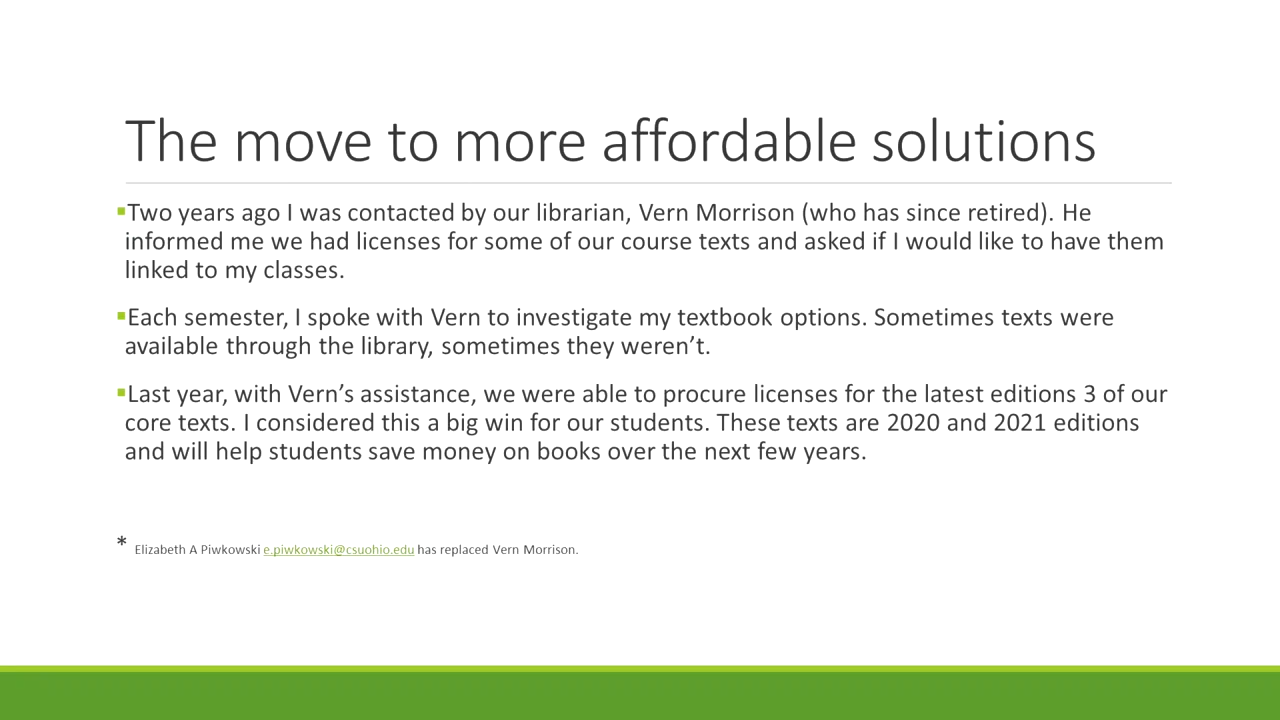 The move to more affordable solutions
▪Two years ago I was contacted by our librarian, Vern Morrison (who has since retired). He
informed me we had licenses for some of our course texts and asked if I would like to have them
linked to my classes.
▪Each semester, I spoke with Vern to investigate my textbook options. Sometimes texts were
available through the library, sometimes they weren’t.
▪Last year, with Vern’s assistance, we were able to procure licenses for the latest editions 3 of our
core texts. I considered this a big win for our students. These texts are 2020 and 2021 editions
and will help students save money on books over the next few years.
* Elizabeth A Piwkowski e.piwkowski@csuohio.edu has replaced Vern Morrison.